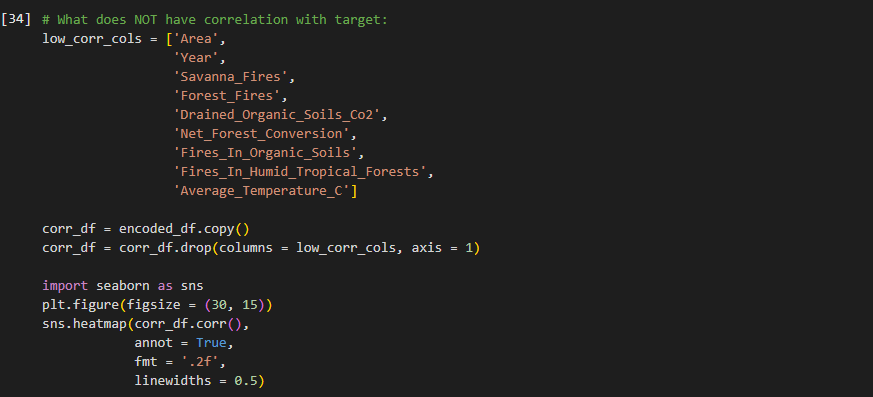 [34] # What does NOT have correlation with target:
low_corr_cols = ['Area',
'Year',
'Savanna_Fires',
'Forest_Fires',
'Drained_Organic_Soils_Co2',
'Net_Forest_Conversion',
'Fires_In_Organic_Soils',
'Fires_In_Humid_Tropical_Forests',
'Average_Temperature_C']
corr_df = encoded_df.copy()
corr_df = corr_df.drop(columns = low_corr_cols, axis = 1)
import seaborn as sns
plt.figure(figsize = (30, 15))
sns.heatmap(corr_df.corr(),
annot = True,
fmt = '.2f',
linewidths = 0.5)